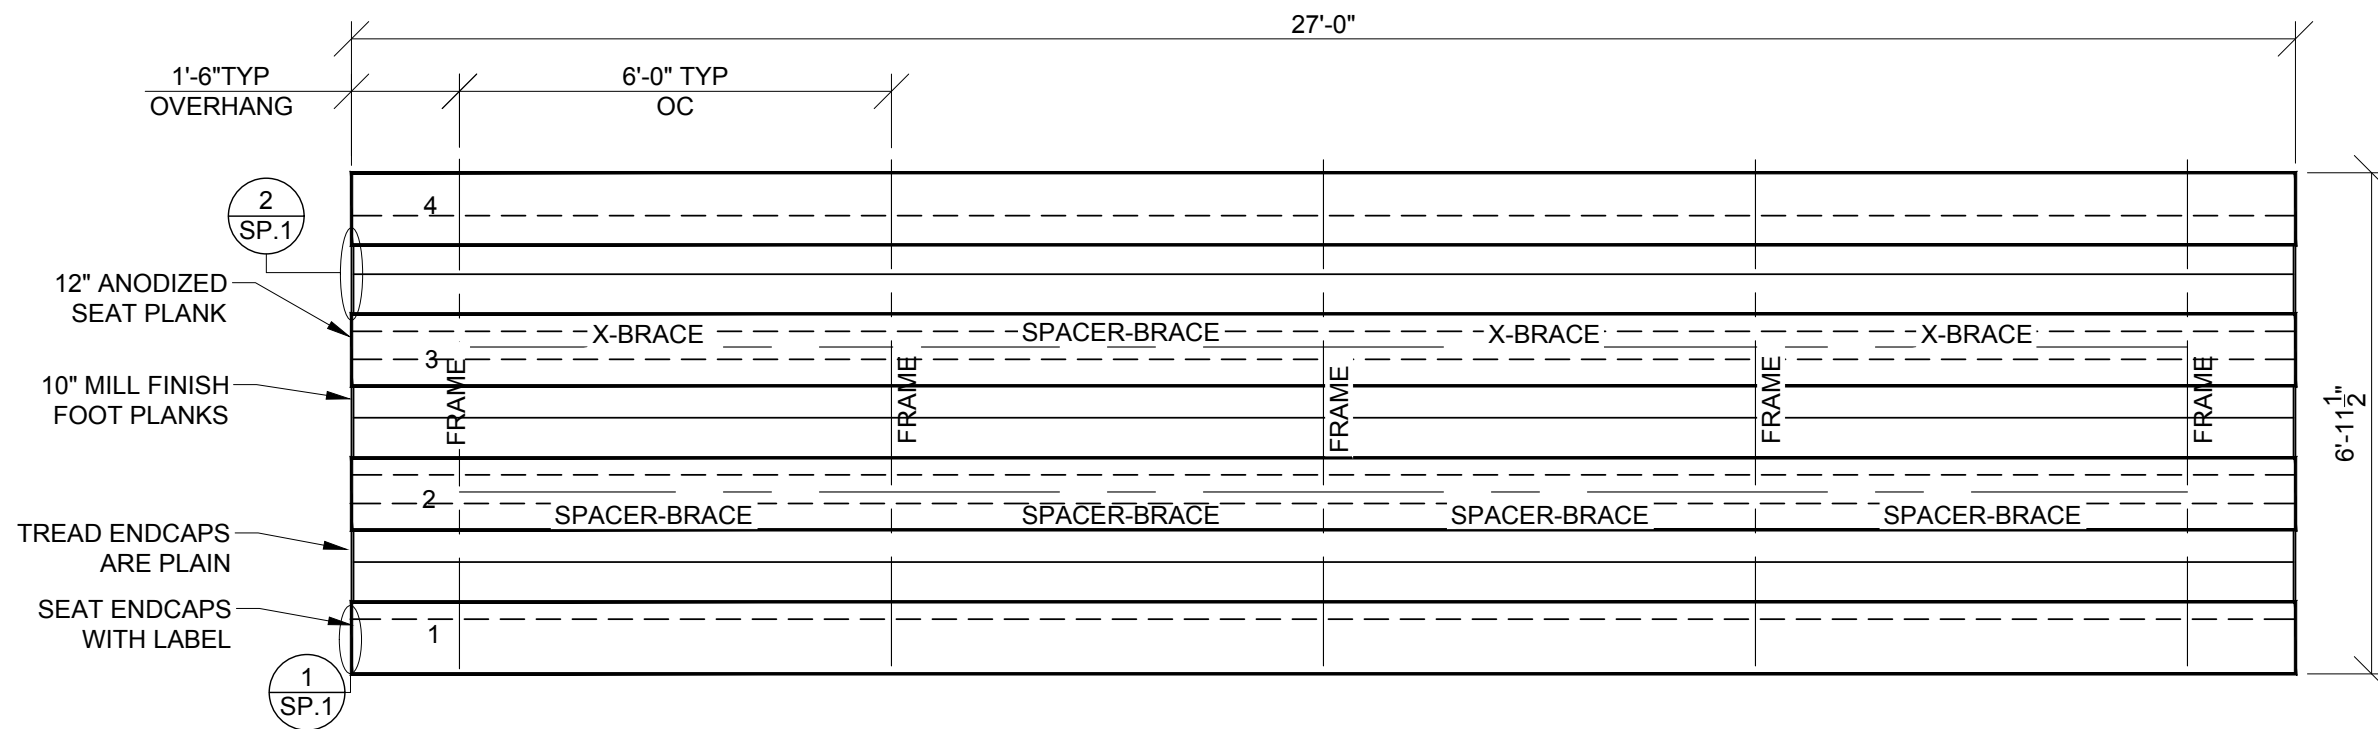 27'-0"
1'-6"TYP
OVERHANG
6'-0" TYP
OC
2
SP.1
4
12" ANODIZED
SEAT PLANK
X-BRACE
SPACER-BRACE
X-BRACE
X-BRACE
3
10" MILL FINISH
FOOT PLANKS
FRAME
FRAME
FRAME
FRAME
FRAME
6'-11 1/2"
2
SPACER-BRACE
SPACER-BRACE
SPACER-BRACE
SPACER-BRACE
TREAD ENDCAPS
ARE PLAIN
SEAT ENDCAPS
WITH LABEL
1
1
SP.1